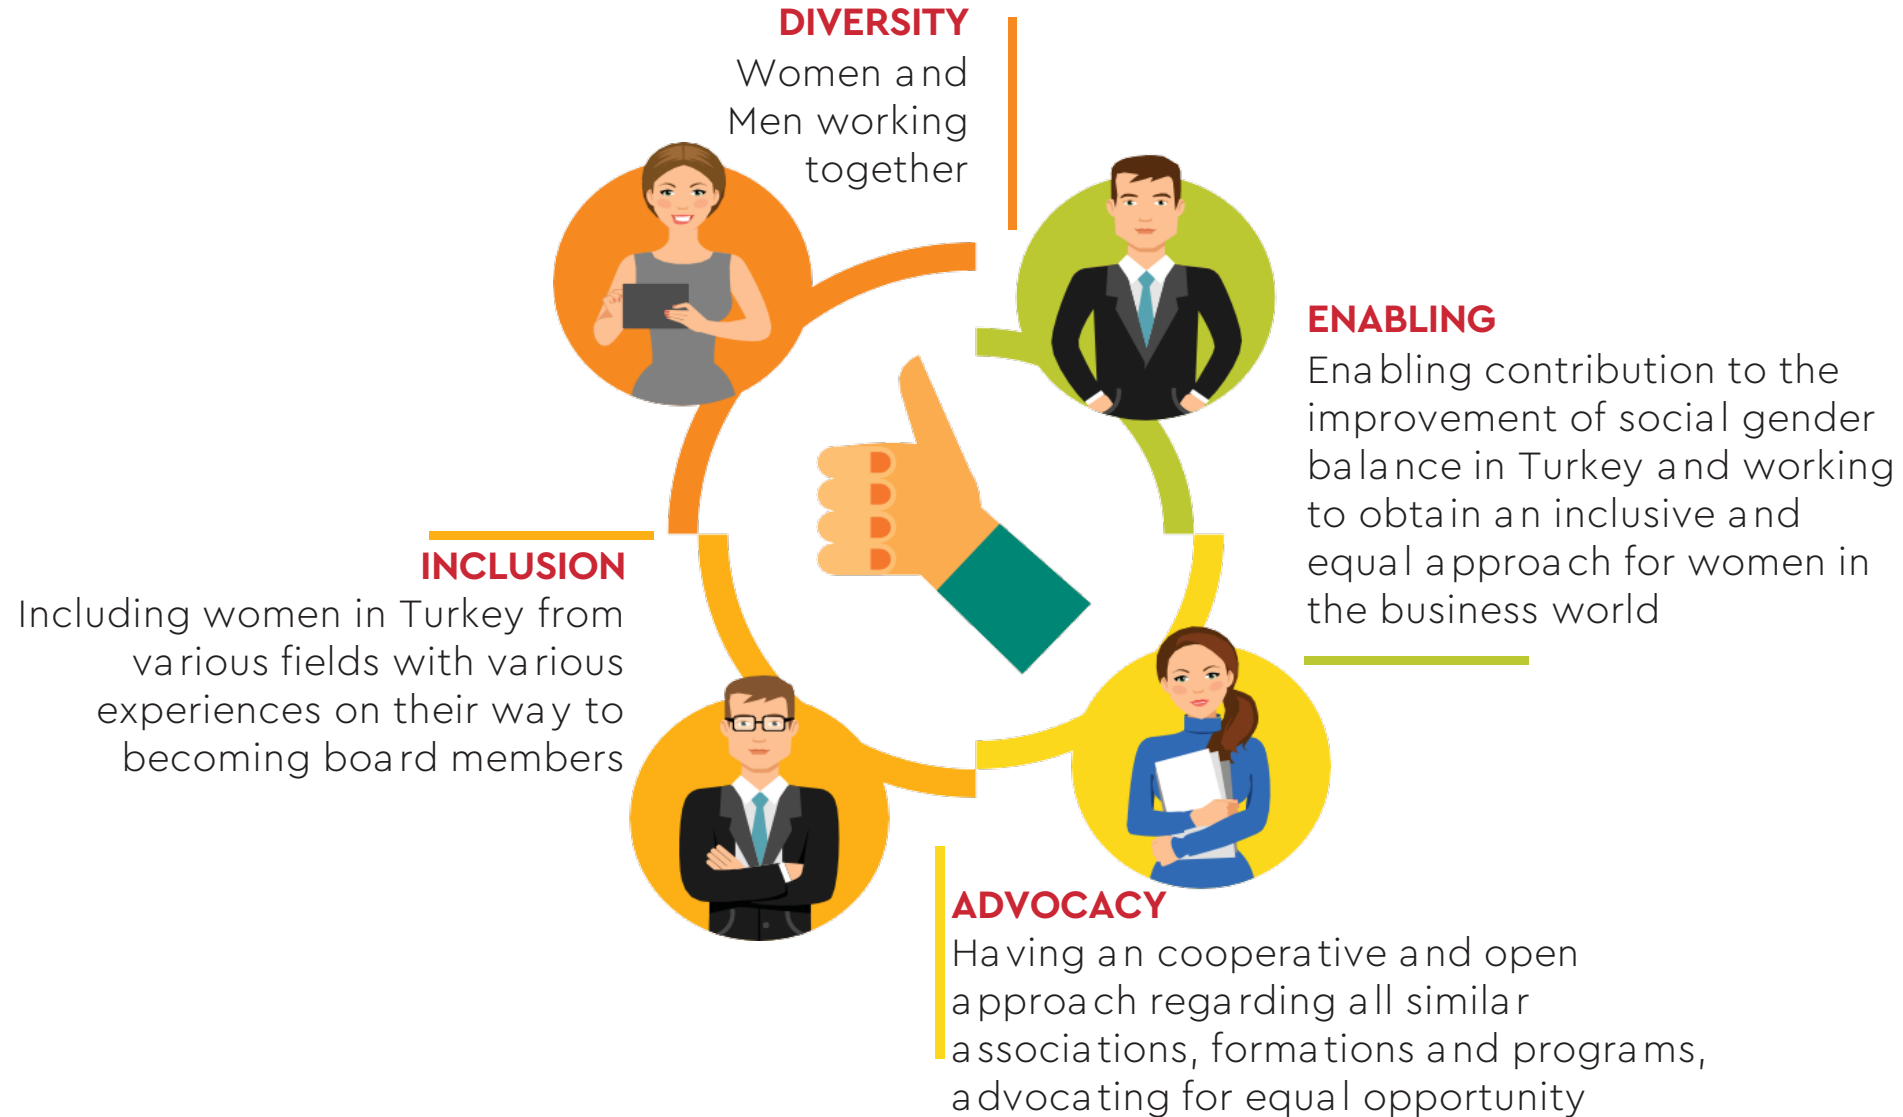 DIVERSITY
Women and
Men working
together
ENABLING
Enabling contribution to the
improvement of social gender
balance in Turkey and working
to obtain an inclusive and
equal approach for women in
the business world
INCLUSION
Including women in Turkey from
various fields with various
experiences on their way to
becoming board members
ADVOCACY
Having an cooperative and open
approach regarding all similar
associations, formations and programs,
advocating for equal opportunity